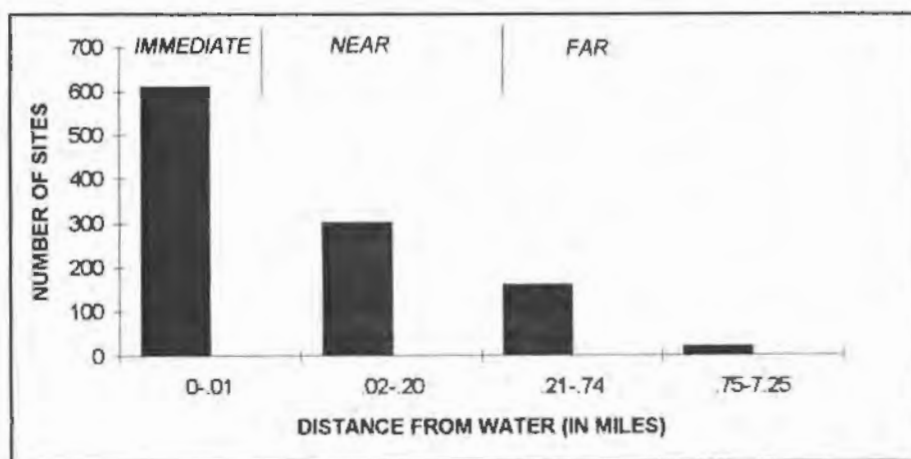 IMMEDIATE NEAR FAR
700
600
500
400
300
200
100
0
NUMBER OF SITES
0-.01 .02-.20 .21-.74 .75-7.25
DISTANCE FROM WATER (IN MILES)